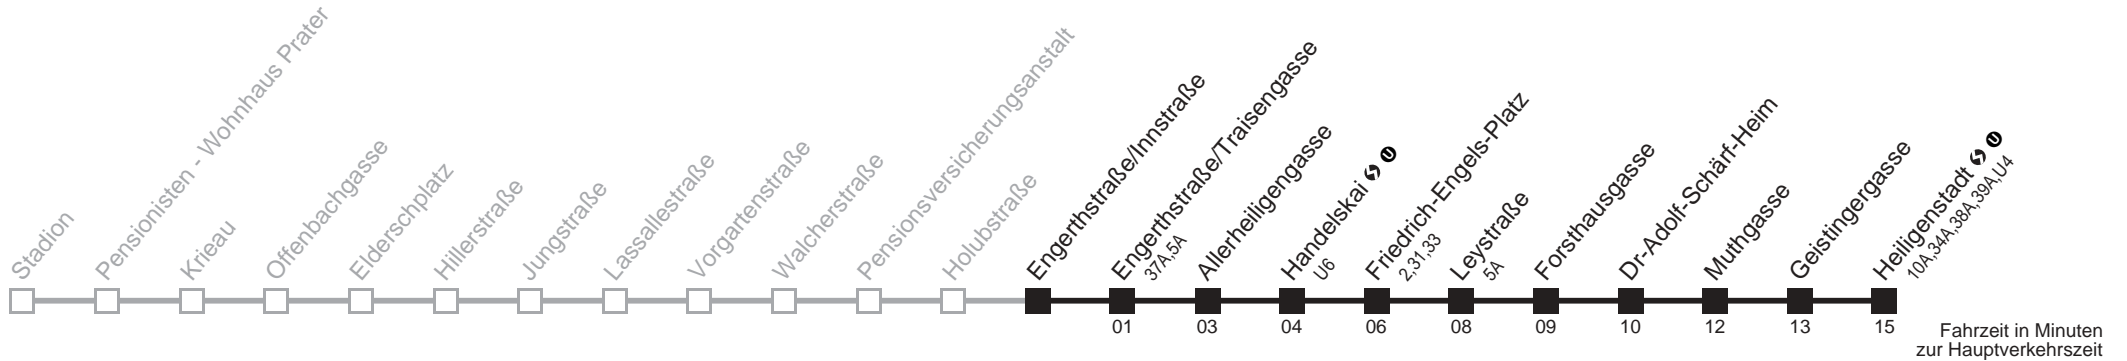 Stadion
Pensionisten - Wohnhaus Prater
Krieau
Offenbachgasse
Elderschplatz
Hillerstraße
Jungstraße
Lassallestraße
Vorgartenstraße
Walcherstraße
Pensionsversicherungsanstalt
Holubstraße
Engerthstraße/Innstraße
Engerthstraße/Traisengasse
37A,5A
Allerheiligengasse
Handelskai S U
U6
Friedrich-Engels-Platz
2,31,33
Leystraße
5A
Forsthausgasse
Dr-Adolf-Schärf-Heim
Muthgasse
Geistingergasse
Heiligenstadt S U
10A,34A,38A,39A,U4
01 03 04 06 08 09 10 12 13 15
Fahrzeit in Minuten
zur Hauptverkehrszeit